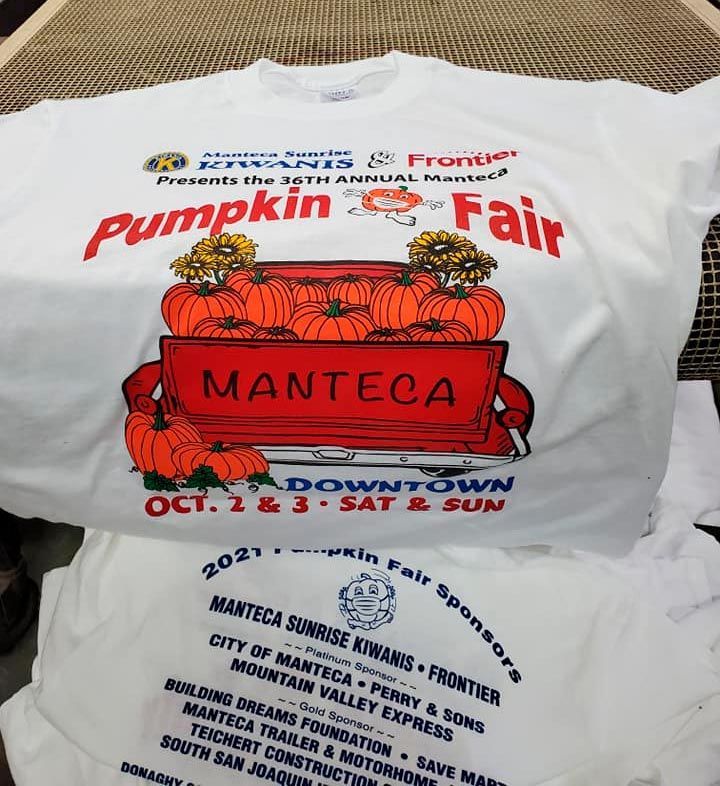 Manteca Sunrise
KIWANIS & Frontier
Presents the 36TH ANNUAL Manteca
Pumpkin Fair
MANTECA
DOWNTOWN
OCT. 2 & 3 • SAT & SUN
2021 Pumpkin Fair Sponsors
MANTECA SUNRISE KIWANIS • FRONTIER
~ ~ Platinum Sponsor ~ ~
CITY OF MANTECA • PERRY & SONS
MOUNTAIN VALLEY EXPRESS
~ ~ Gold Sponsor ~ ~
BUILDING DREAMS FOUNDATION • SAVE MART
MANTECA TRAILER & MOTORHOME
TEICHERT CONSTRUCTION
SOUTH SAN JOAQUIN
DONAGHY